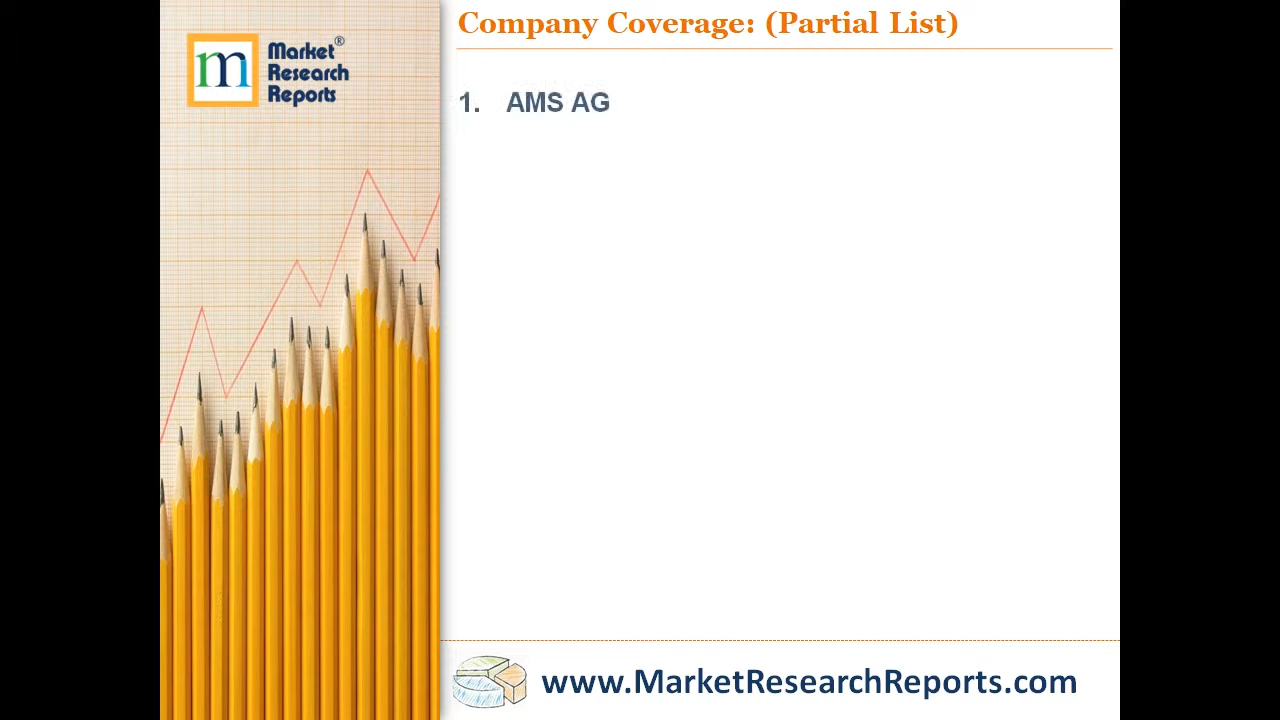 Company Coverage: (Partial List)
m
Market®
Research
Reports
1. AMS AG
www.MarketResearchReports.com